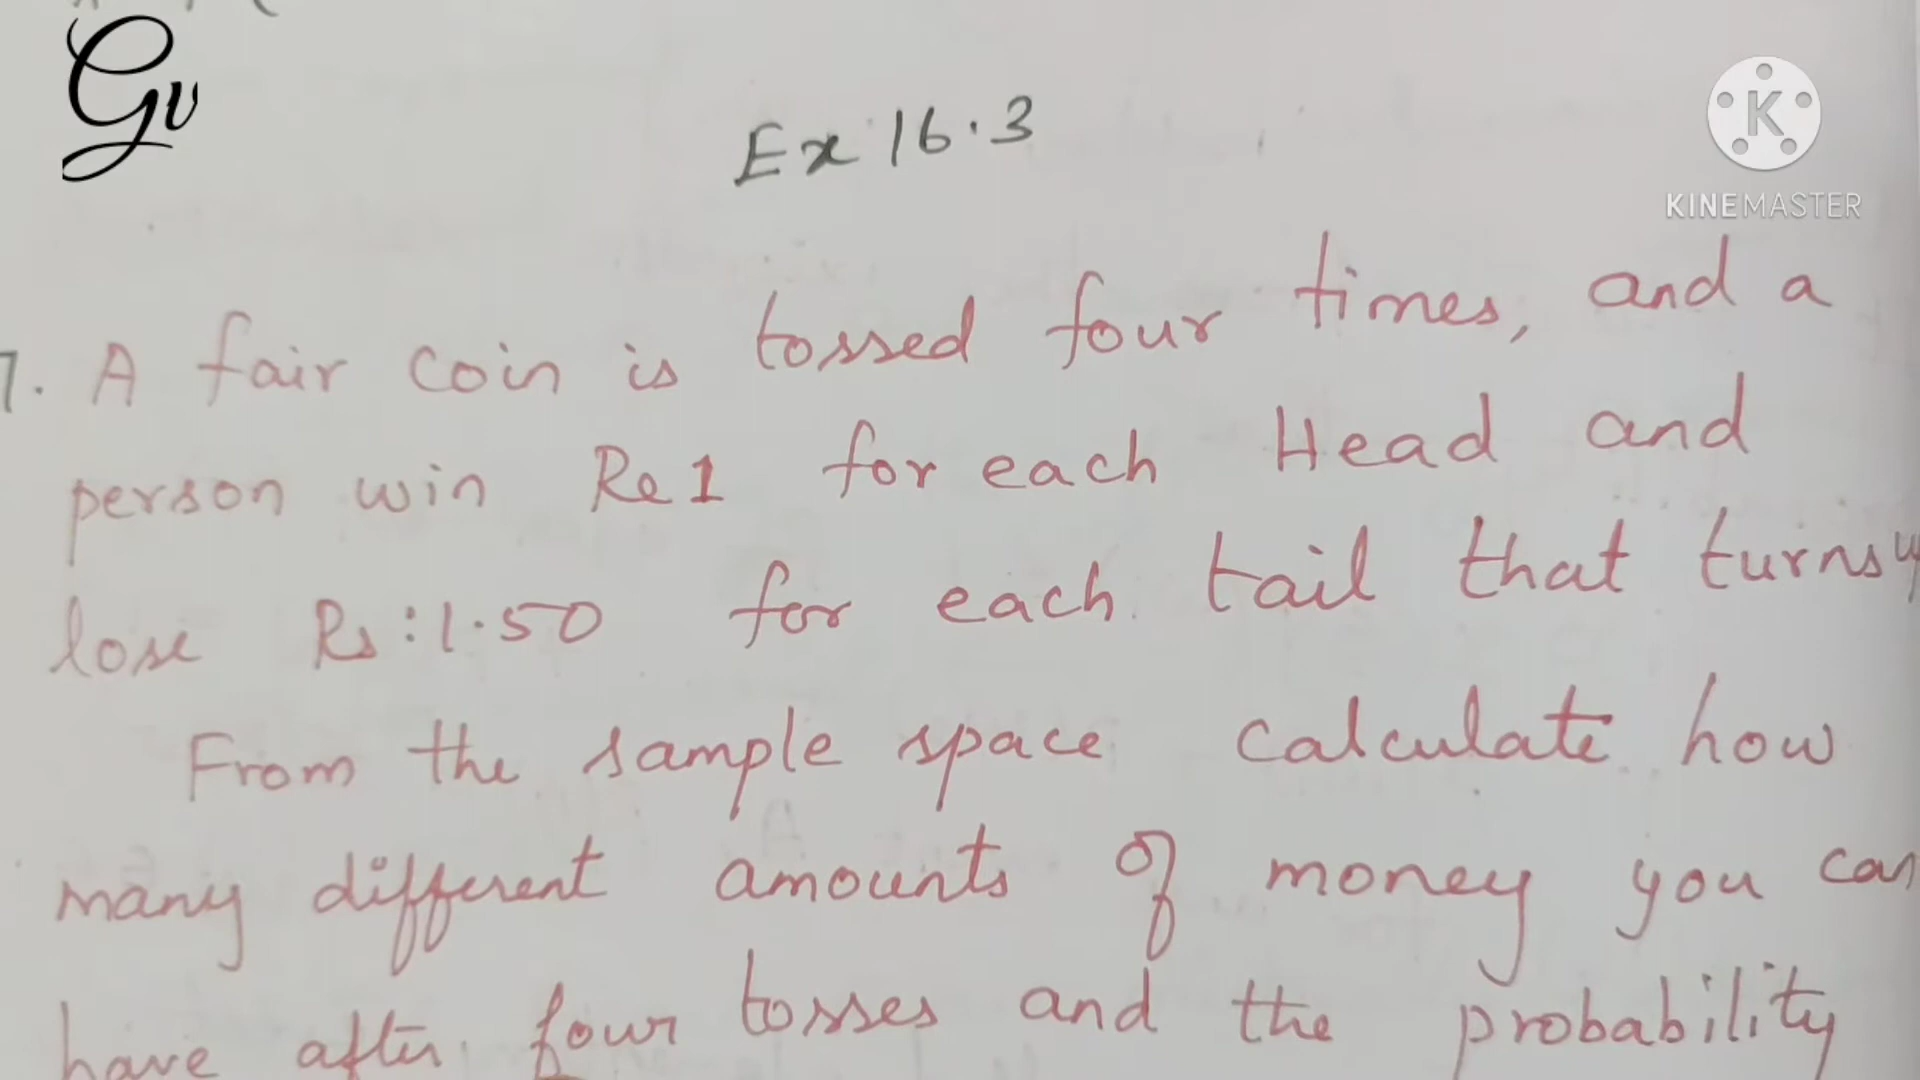 Gv
K
KINEMASTER
Ex 16.3
7. A fair coin is tossed four times, and a
person win Re 1 for each Head and
lose Rs:1.50 for each tail that turns
From the sample space calculate how
many different amounts of money you can
have after four tosses and the probability